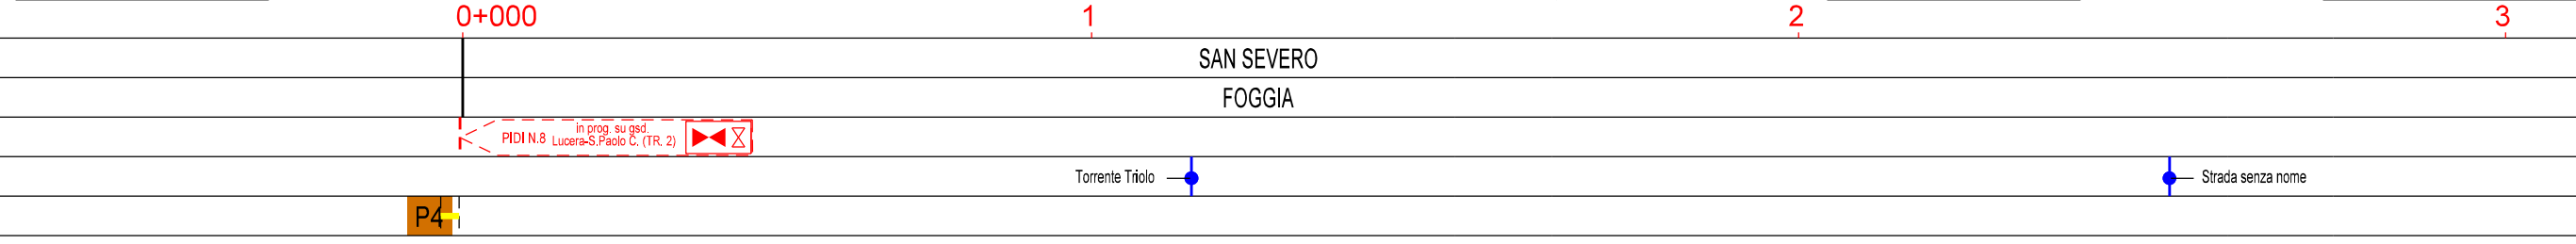 0+000 1 2 3
SAN SEVERO
FOGGIA
PIDI N.8 in prog. su gsd.
Lucera-S.Paolo C. (TR. 2)
Torrente Triolo Strada senza nome
P4